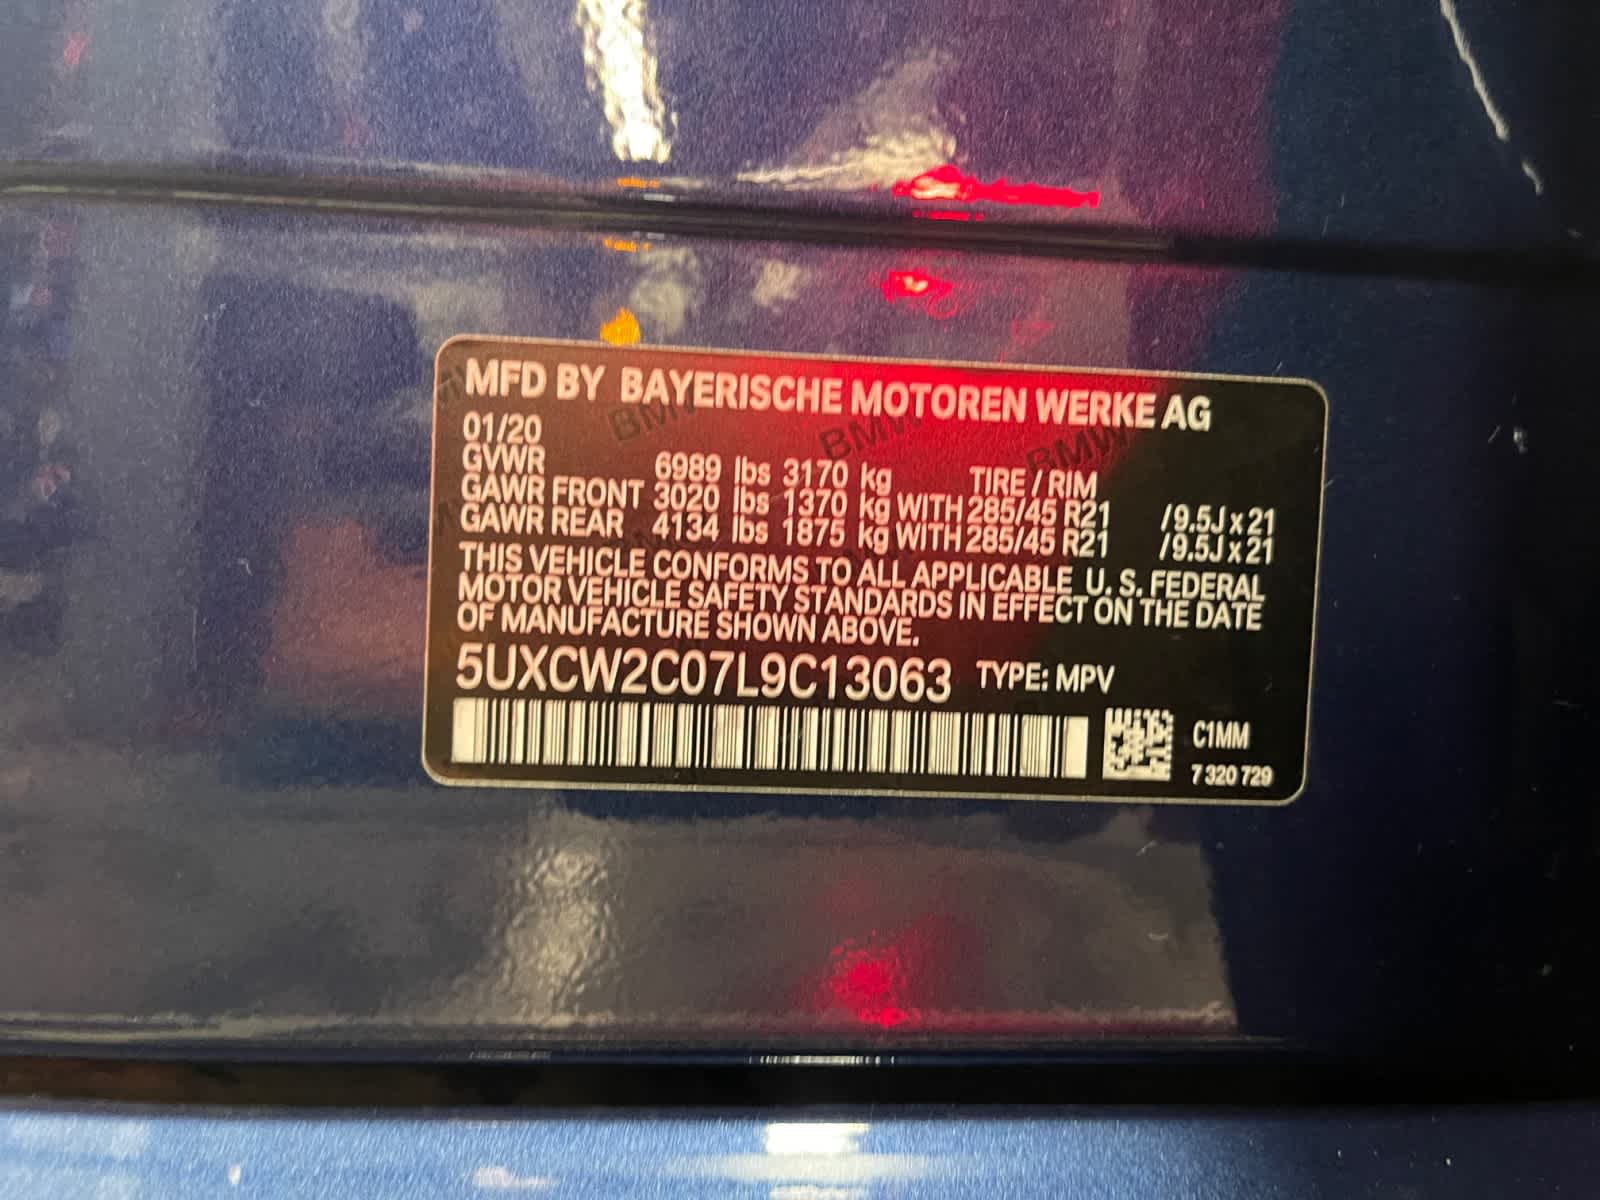 MFD BY BAYERISCHE MOTOREN WERKE AG
01/20
GVWR 6989 lbs 3170 kg TIRE / RIM
GAWR FRONT 3020 lbs 1370 kg WITH 285/45 R21 /9.5J x 21
GAWR REAR 4134 lbs 1875 kg WITH 285/45 R21 /9.5J x 21
THIS VEHICLE CONFORMS TO ALL APPLICABLE U. S. FEDERAL
MOTOR VEHICLE SAFETY STANDARDS IN EFFECT ON THE DATE
OF MANUFACTURE SHOWN ABOVE.
5UXCW2C07L9C13063 TYPE: MPV
C1MM
7 320 729
BMW
BMW
BMW